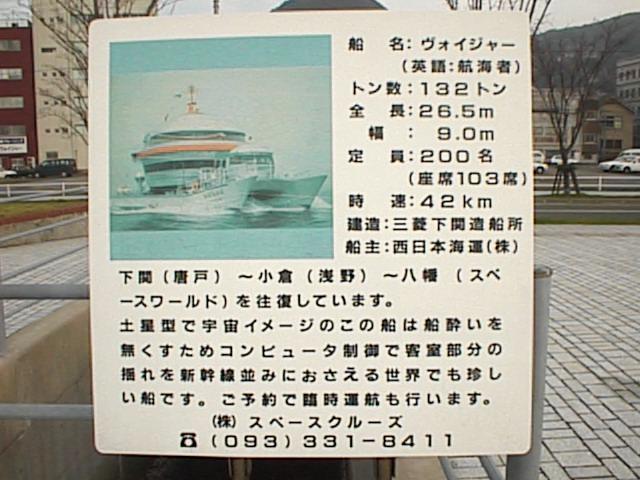 船　名：ヴォイジャー
（英語：航海者）
トン数：132トン
全　長：26.5m
幅　：　9.0m
定　員：200名
（座席103席）
時　速：42km
建造：三菱下関造船所
船主：西日本海運（株）
下関（唐戸）～小倉（浅野）～八幡（スペ
ースワールド）を往復しています。
土星型で宇宙イメージのこの船は船酔いを
無くすためコンピュータ制御で客室部分の
揺れを新幹線並みにおさえる世界でも珍し
い船です。ご予約で臨時運航も行います。
（株）スペースクルーズ
☎（093）331－8411